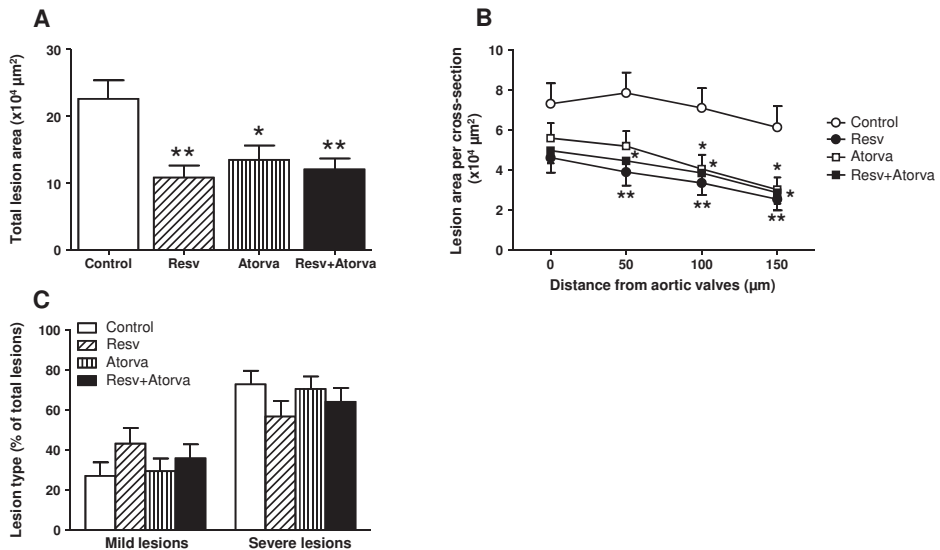 A
Total lesion area (x10⁴ µm²)
30
20
10
0
** * **
Control Resv Atorva Resv+Atorva
B
Lesion area per cross-section
(x10⁴ µm²)
10
8
6
4
2
0
* * * * *
** ** **
0 50 100 150
Distance from aortic valves (µm)
Control
Resv
Atorva
Resv+Atorva
C
Lesion type (% of total lesions)
100
80
60
40
20
0
Control
Resv
Atorva
Resv+Atorva
Mild lesions Severe lesions